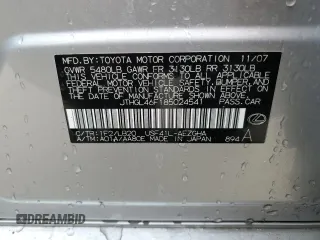 MFD.BY:TOYOTA MOTOR CORPORATION 11/07
GVWR 5480LB GAWR FR 3130LB RR 3130LB
THIS VEHICLE CONFORMS TO ALL APPLICABLE
FEDERAL MOTOR VEHICLE SAFETY, BUMPER, AND
THEFT PREVENTION STANDARDS IN EFFECT ON
THE DATE OF MANUFACTURE SHOWN ABOVE.
JTHGL46F185024541 PASS.CAR
C/TR:1F2/LB20 USF41L-AEZGHA
A/TM:A01A/AA80E MADE IN JAPAN 894 A
AUTOBIDMASTER